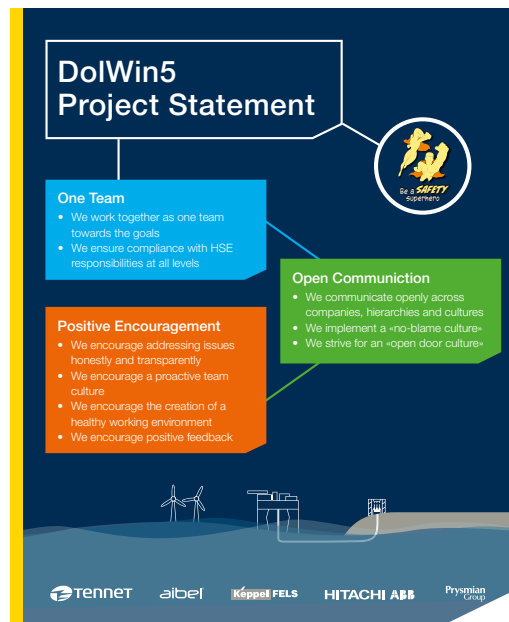 DolWin5
Project Statement
Be a SAFETY
superhero
One Team
• We work together as one team
towards the goals
• We ensure compliance with HSE
responsibilities at all levels
Open Communiction
• We communicate openly across
companies, hierarchies and cultures
• We implement a «no-blame culture»
• We strive for an «open door culture»
Positive Encouragement
• We encourage addressing issues
honestly and transparently
• We encourage a proactive team
culture
• We encourage the creation of a
healthy working environment
• We encourage positive feedback
TenneT
aibel
Keppel FELS
HITACHI ABB
Prysmian
Group